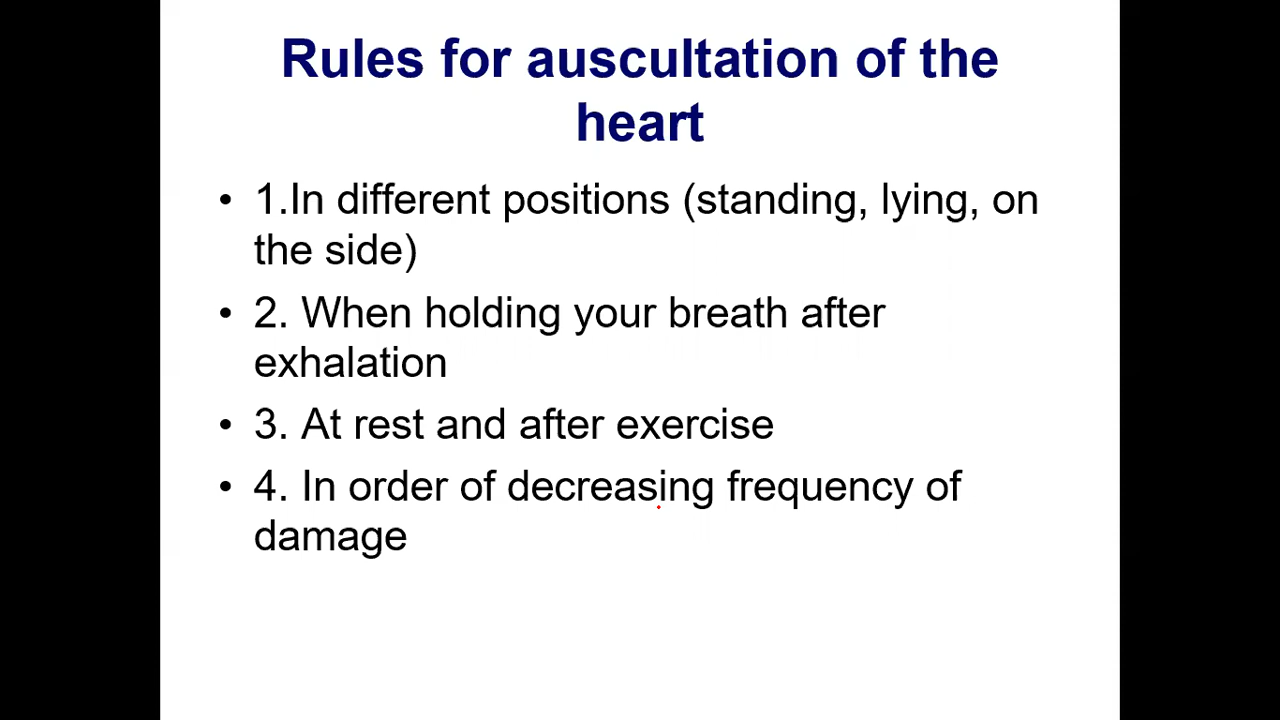 Rules for auscultation of the
heart
• 1.In different positions (standing, lying, on
the side)
• 2. When holding your breath after
exhalation
• 3. At rest and after exercise
• 4. In order of decreasing frequency of
damage